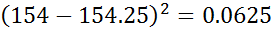 (154 − 154.25)² = 0.0625